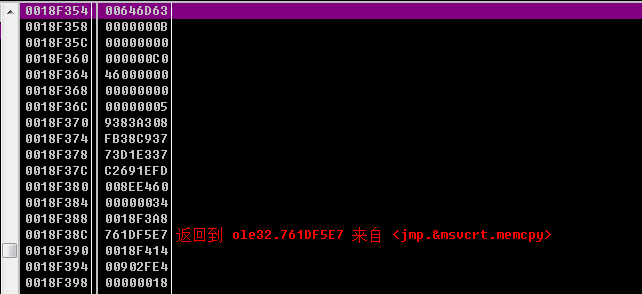 0018F354 00646D63
0018F358 0000000B
0018F35C 00000000
0018F360 000000C0
0018F364 46000000
0018F368 00000000
0018F36C 00000005
0018F370 9383A308
0018F374 FB38C937
0018F378 73D1E337
0018F37C C2691EFD
0018F380 008EE460
0018F384 00000034
0018F388 0018F3A8
0018F38C 761DF5E7 返回到 ole32.761DF5E7 来自 <jmp.&msvcrt.memcpy>
0018F390 0018F414
0018F394 00902FE4
0018F398 00000018